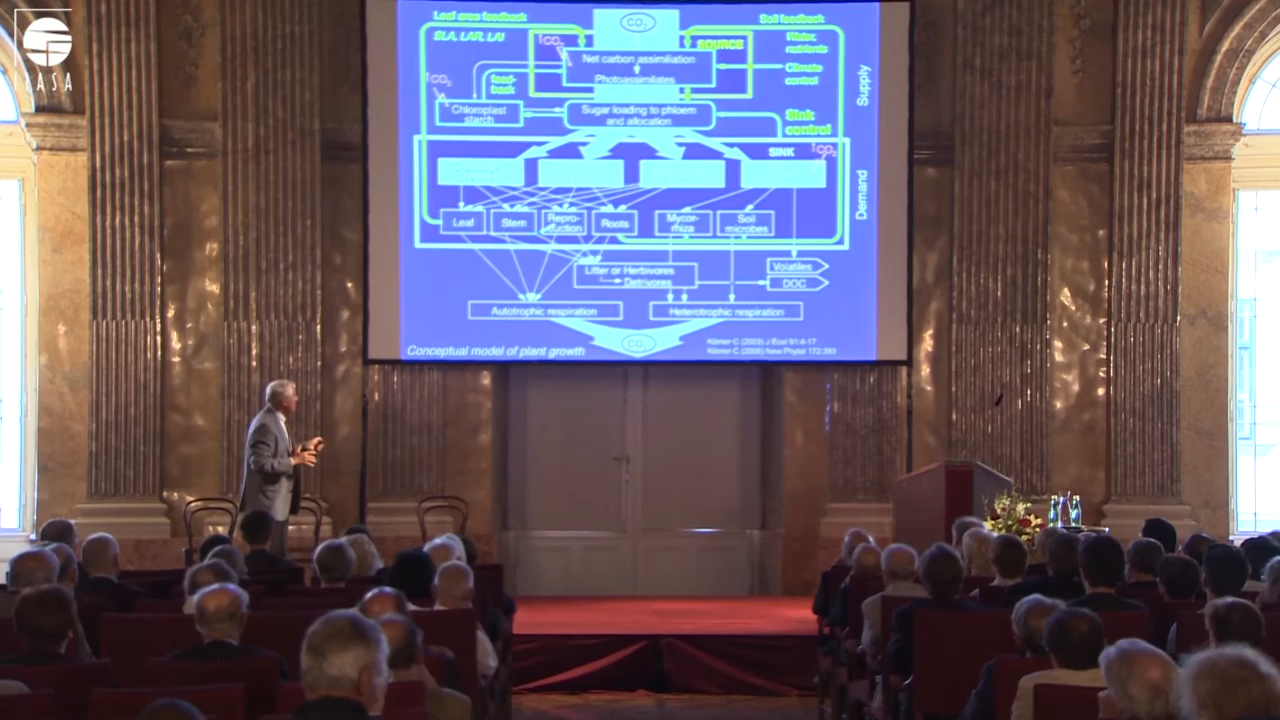 IIASA
Leaf area feedback
SLA, LAR, LAI
CO₂
Soil feedback
Water,
nutrients
Climate
control
↑CO₂
SOURCE
Net carbon assimiliation
Photoassimilates
↑CO₂
feed-
back
Chloroplast
starch
Sugar loading to phloem
and allocation
Sink
control
Supply
SINK
↑CO₂
Demand
Leaf
Stem
Repro-
duction
Roots
Mycor-
rhiza
Soil
microbes
Litter or Herbivores
Detrivores
Volatiles
DOC
Autotrophic respiration
Heterotrophic respiration
CO₂
Conceptual model of plant growth
Körner C (2003) J Ecol 91:4-17
Körner C (2006) New Phytol 172:393